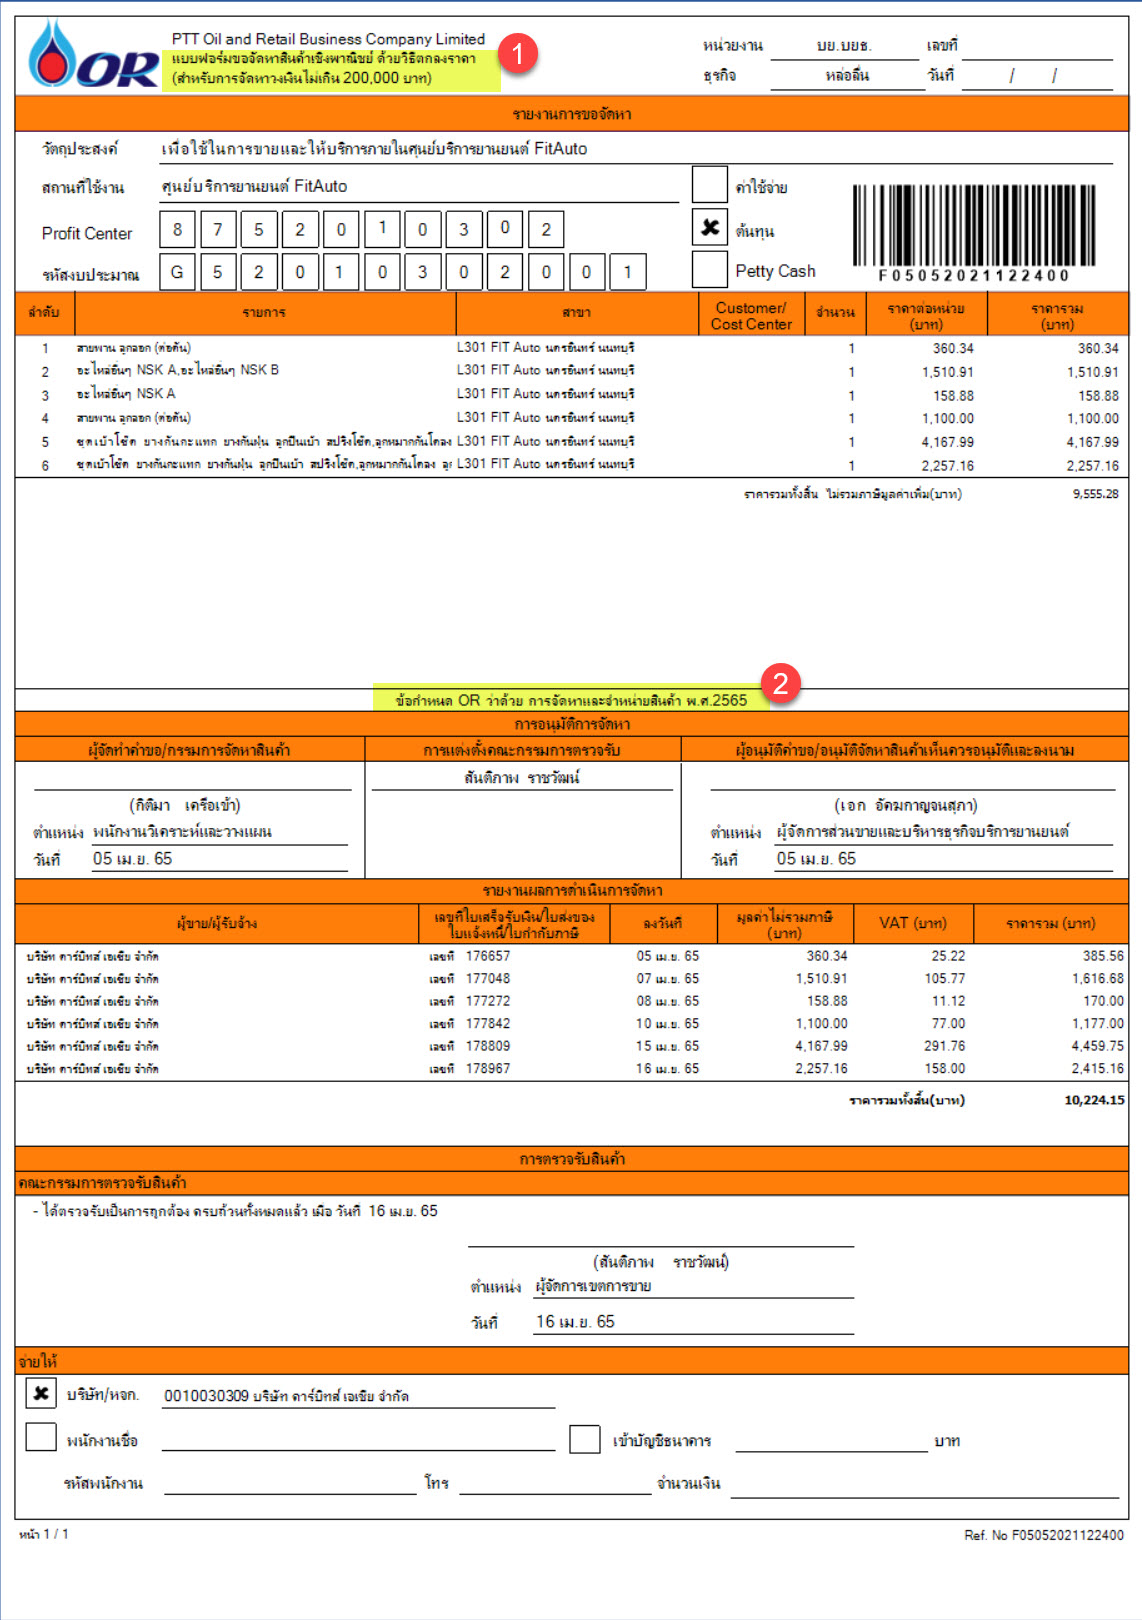 OR
PTT Oil and Retail Business Company Limited
แบบฟอร์มขอจัดหาสินค้าเชิงพาณิชย์ ด้วยวิธีตกลงราคา
(สำหรับการจัดหาวงเงินไม่เกิน 200,000 บาท)
1
หน่วยงาน บย.บยธ. เลขที่
ธุรกิจ หล่อลื่น วันที่ / /
รายงานการขอจัดหา
วัตถุประสงค์ เพื่อใช้ในการขายและให้บริการภายในศูนย์บริการยานยนต์ FitAuto
สถานที่ใช้งาน ศูนย์บริการยานยนต์ FitAuto
ค่าใช้จ่าย
Profit Center 8 7 5 2 0 1 0 3 0 2
ต้นทุน
รหัสงบประมาณ G 5 2 0 1 0 3 0 2 0 0 1
Petty Cash
F05052021122400
ลำดับ รายการ สาขา Customer/ Cost Center จำนวน ราคาต่อหน่วย (บาท) ราคารวม (บาท)
1 สายพาน ลูกลอก (ต่อต้น) L301 FIT Auto นครอินทร์ นนทบุรี 1 360.34 360.34
2 อะไหล่อื่นๆ NSK A,อะไหล่อื่นๆ NSK B L301 FIT Auto นครอินทร์ นนทบุรี 1 1,510.91 1,510.91
3 อะไหล่อื่นๆ NSK A L301 FIT Auto นครอินทร์ นนทบุรี 1 158.88 158.88
4 สายพาน ลูกลอก (ต่อต้น) L301 FIT Auto นครอินทร์ นนทบุรี 1 1,100.00 1,100.00
5 ชุดเบ้าโช้ค ยางกันกะแทก ยางกันฝุ่น ลูกปืนเบ้า สปริงโช้ค,ลูกหมากกันโคลง L301 FIT Auto นครอินทร์ นนทบุรี 1 4,167.99 4,167.99
6 ชุดเบ้าโช้ค ยางกันกะแทก ยางกันฝุ่น ลูกปืนเบ้า สปริงโช้ค,ลูกหมากกันโคลง L301 FIT Auto นครอินทร์ นนทบุรี 1 2,257.16 2,257.16
ราคารวมทั้งสิ้น ไม่รวมภาษีมูลค่าเพิ่ม(บาท) 9,555.28
2
ข้อกำหนด OR ว่าด้วย การจัดหาและจำหน่ายสินค้า พ.ศ.2565
การอนุมัติการจัดหา
ผู้จัดทำคำขอ/กรรมการจัดหาสินค้า การแต่งตั้งคณะกรรมการตรวจรับ ผู้อนุมัติคำขอ/อนุมัติจัดหาสินค้าเห็นควรอนุมัติและลงนาม
สันติภาพ ราชวัฒน์
(กิติมา เครือเช้า) (เอก อัคมกาญจนสุภา)
ตำแหน่ง พนักงานวิเคราะห์และวางแผน ตำแหน่ง ผู้จัดการส่วนขายและบริหารธุรกิจบริการยานยนต์
วันที่ 05 เม.ย. 65 วันที่ 05 เม.ย. 65
รายงานผลการดำเนินการจัดหา
ผู้ขาย/ผู้รับจ้าง เลขที่ใบเสร็จรับเงิน/ใบส่งของ ใบแจ้งหนี้/ใบกำกับภาษี ลงวันที่ มูลค่าไม่รวมภาษี (บาท) VAT (บาท) ราคารวม (บาท)
บริษัท คาร์บิทส์ เอเชีย จำกัด เลขที่ 176657 05 เม.ย. 65 360.34 25.22 385.56
บริษัท คาร์บิทส์ เอเชีย จำกัด เลขที่ 177048 07 เม.ย. 65 1,510.91 105.77 1,616.68
บริษัท คาร์บิทส์ เอเชีย จำกัด เลขที่ 177272 08 เม.ย. 65 158.88 11.12 170.00
บริษัท คาร์บิทส์ เอเชีย จำกัด เลขที่ 177842 10 เม.ย. 65 1,100.00 77.00 1,177.00
บริษัท คาร์บิทส์ เอเชีย จำกัด เลขที่ 178809 15 เม.ย. 65 4,167.99 291.76 4,459.75
บริษัท คาร์บิทส์ เอเชีย จำกัด เลขที่ 178967 16 เม.ย. 65 2,257.16 158.00 2,415.16
ราคารวมทั้งสิ้น(บาท) 10,224.15
การตรวจรับสินค้า
คณะกรรมการตรวจรับสินค้า
- ได้ตรวจรับเป็นการถูกต้อง ครบถ้วนทั้งหมดแล้ว เมื่อ วันที่ 16 เม.ย. 65
(สันติภาพ ราชวัฒน์)
ตำแหน่ง ผู้จัดการเขตการขาย
วันที่ 16 เม.ย. 65
จ่ายให้
บริษัท/หจก. 0010030309 บริษัท คาร์บิทส์ เอเชีย จำกัด
พนักงานชื่อ เข้าบัญชีธนาคาร บาท
รหัสพนักงาน โทร จำนวนเงิน
หน้า 1 / 1 Ref. No F05052021122400